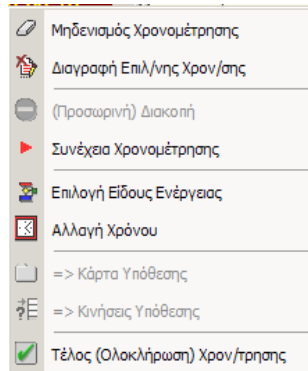 Μηδενισμός Χρονομέτρησης
Διαγραφή Επιλ/νης Χρον/σης
(Προσωρινή) Διακοπή
Συνέχεια Χρονομέτρησης
Επιλογή Είδους Ενέργειας
Αλλαγή Χρόνου
=> Κάρτα Υπόθεσης
=> Κινήσεις Υπόθεσης
Τέλος (Ολοκλήρωση) Χρον/τρησης